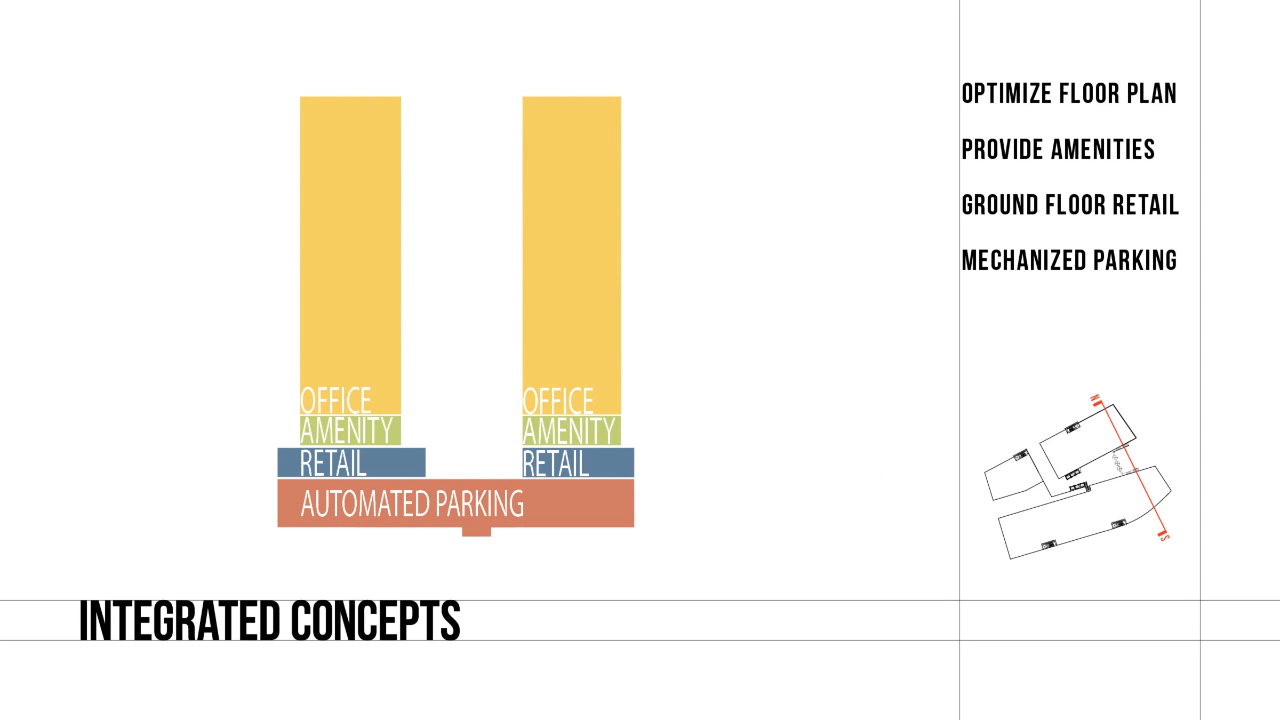 OPTIMIZE FLOOR PLAN
PROVIDE AMENITIES
GROUND FLOOR RETAIL
MECHANIZED PARKING
OFFICE
AMENITY
RETAIL
OFFICE
AMENITY
RETAIL
AUTOMATED PARKING
N
S
INTEGRATED CONCEPTS